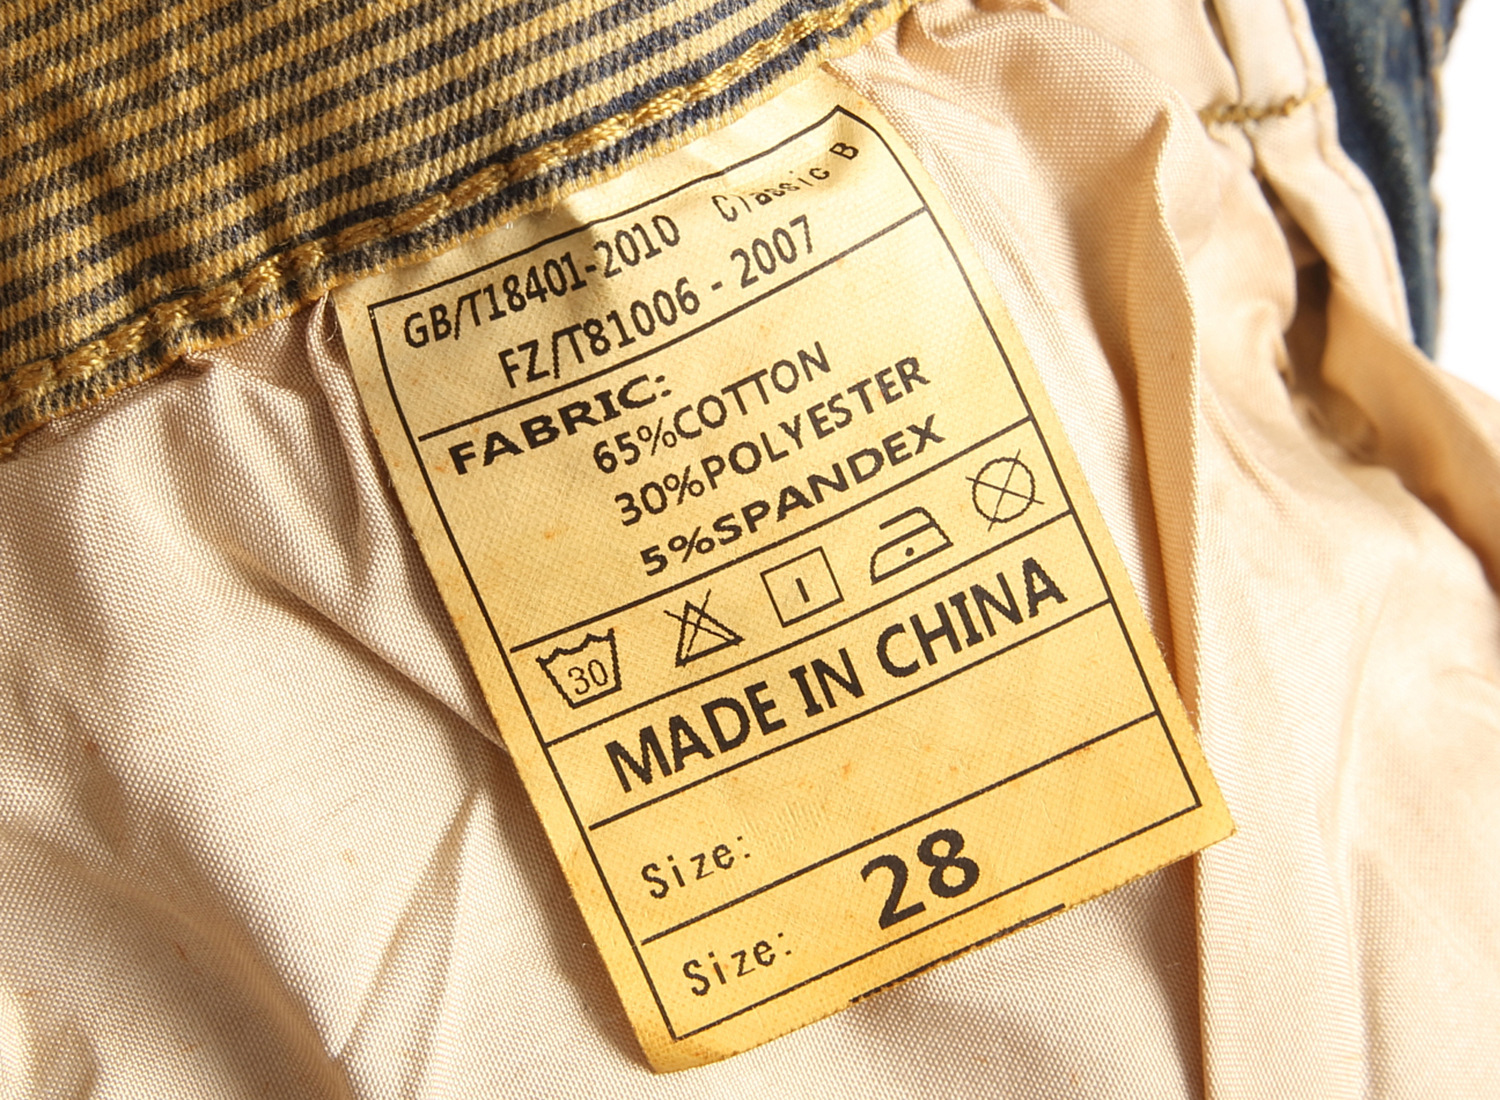 GB/T18401-2010 Classic B
FZ/T81006 - 2007
FABRIC:
65%COTTON
30%POLYESTER
5%SPANDEX
30
MADE IN CHINA
Size:
Size: 28